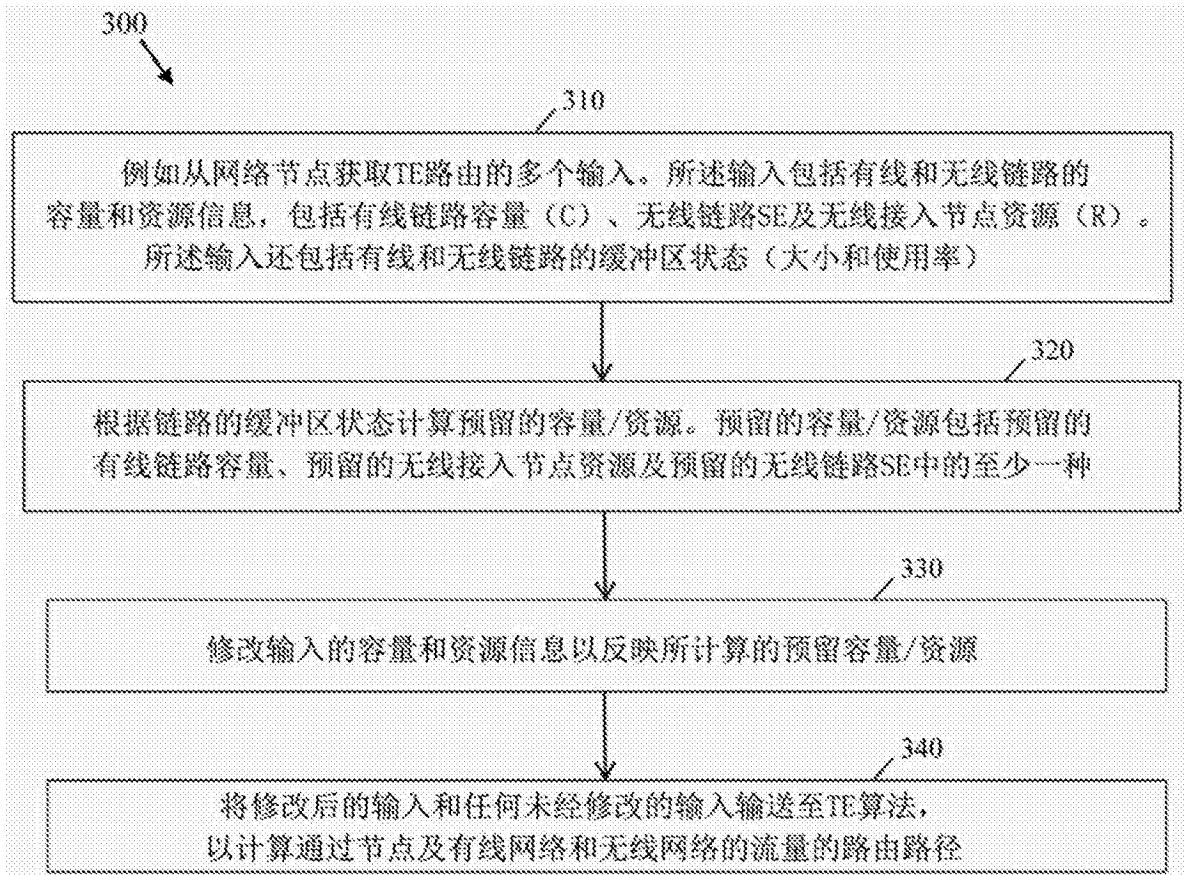 300
310
例如从网络节点获取TE路由的多个输入。所述输入包括有线和无线链路的
容量和资源信息，包括有线链路容量（C）、无线链路SE及无线接入节点资源（R）。
所述输入还包括有线和无线链路的缓冲区状态（大小和使用率）
320
根据链路的缓冲区状态计算预留的容量/资源。预留的容量/资源包括预留的
有线链路容量、预留的无线接入节点资源及预留的无线链路SE中的至少一种
330
修改输入的容量和资源信息以反映所计算的预留容量/资源
340
将修改后的输入和任何未经修改的输入输送至TE算法，
以计算通过节点及有线网络和无线网络的流量的路由路径